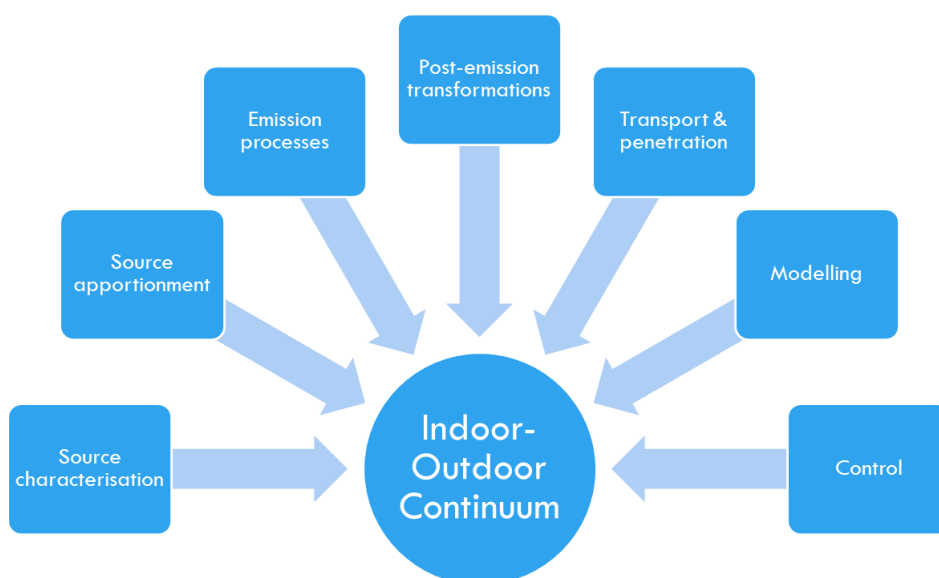 Post-emission
transformations
Emission
processes
Transport &
penetration
Source
apportionment
Modelling
Source
characterisation
Indoor-
Outdoor
Continuum
Control